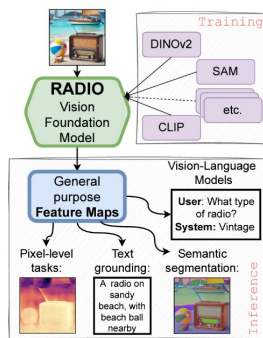 Training
DINOv2
SAM
etc.
CLIP
RADIO
Vision
Foundation
Model
Vision-Language
Models
General
purpose
Feature Maps
User: What type
of radio?
System: Vintage
Pixel-level
tasks:
Text
grounding:
A radio on
sandy
beach, with
beach ball
nearby
Semantic
segmentation:
Inference